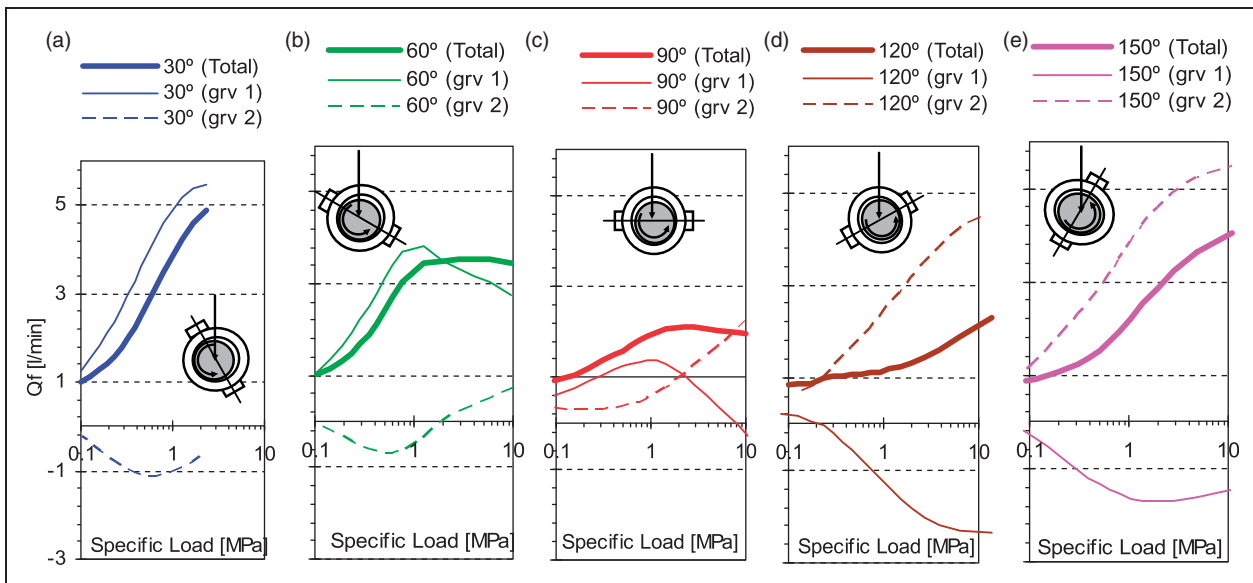 (a)
30º (Total)
30º (grv 1)
30º (grv 2)
(b)
60º (Total)
60º (grv 1)
60º (grv 2)
(c)
90º (Total)
90º (grv 1)
90º (grv 2)
(d)
120º (Total)
120º (grv 1)
120º (grv 2)
(e)
150º (Total)
150º (grv 1)
150º (grv 2)
Qf [l/min]
5
3
1
-1
-3
0.1 1 10
0.1 1 10
0.1 1 10
0.1 1 10
0.1 1 10
Specific Load [MPa]
Specific Load [MPa]
Specific Load [MPa]
Specific Load [MPa]
Specific Load [MPa]